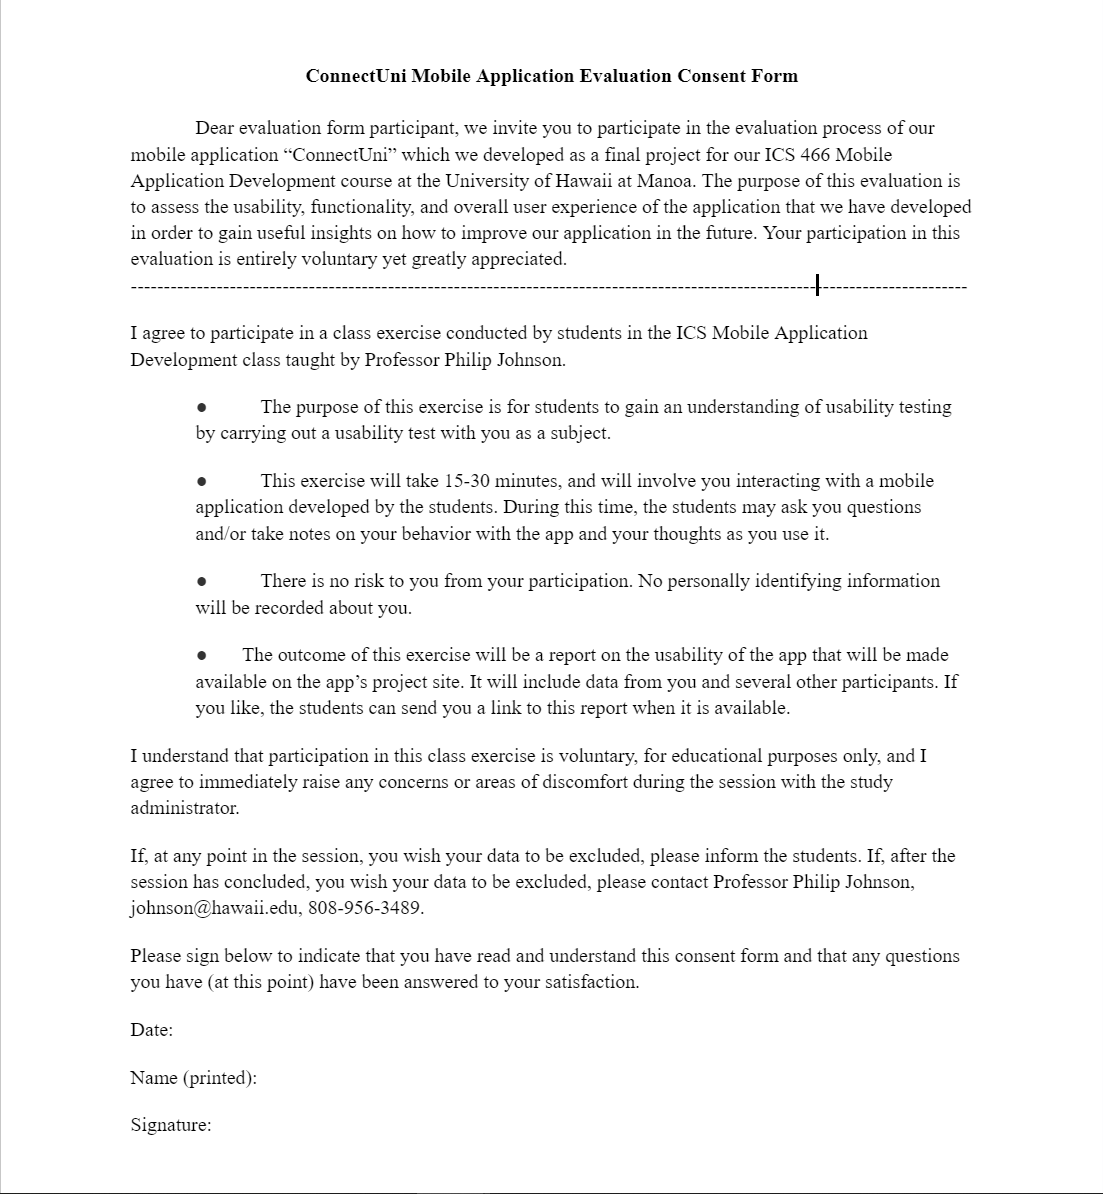 ConnectUni Mobile Application Evaluation Consent Form
Dear evaluation form participant, we invite you to participate in the evaluation process of our
mobile application “ConnectUni” which we developed as a final project for our ICS 466 Mobile
Application Development course at the University of Hawaii at Manoa. The purpose of this evaluation is
to assess the usability, functionality, and overall user experience of the application that we have developed
in order to gain useful insights on how to improve our application in the future. Your participation in this
evaluation is entirely voluntary yet greatly appreciated.
--------------------------------------------------------------------------------------------------------------------------------
I agree to participate in a class exercise conducted by students in the ICS Mobile Application
Development class taught by Professor Philip Johnson.
● The purpose of this exercise is for students to gain an understanding of usability testing
by carrying out a usability test with you as a subject.
● This exercise will take 15-30 minutes, and will involve you interacting with a mobile
application developed by the students. During this time, the students may ask you questions
and/or take notes on your behavior with the app and your thoughts as you use it.
● There is no risk to you from your participation. No personally identifying information
will be recorded about you.
● The outcome of this exercise will be a report on the usability of the app that will be made
available on the app’s project site. It will include data from you and several other participants. If
you like, the students can send you a link to this report when it is available.
I understand that participation in this class exercise is voluntary, for educational purposes only, and I
agree to immediately raise any concerns or areas of discomfort during the session with the study
administrator.
If, at any point in the session, you wish your data to be excluded, please inform the students. If, after the
session has concluded, you wish your data to be excluded, please contact Professor Philip Johnson,
johnson@hawaii.edu, 808-956-3489.
Please sign below to indicate that you have read and understand this consent form and that any questions
you have (at this point) have been answered to your satisfaction.
Date:
Name (printed):
Signature: